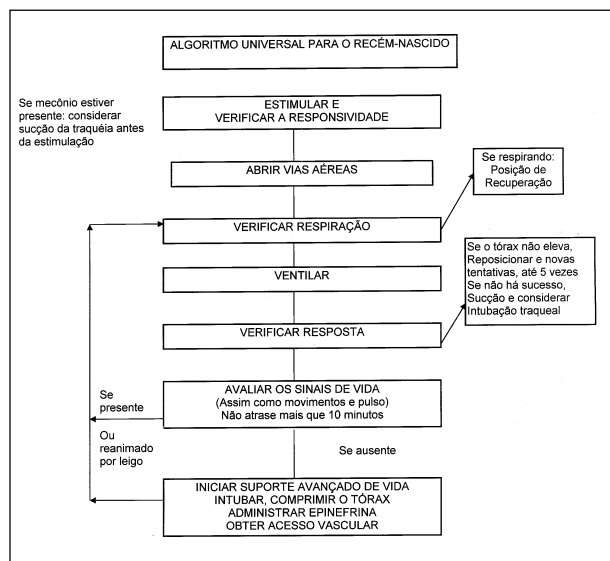 ALGORITMO UNIVERSAL PARA O RECÉM-NASCIDO
Se mecônio estiver
presente: considerar
sucção da traquéia antes
da estimulação
ESTIMULAR E
VERIFICAR A RESPONSIVIDADE
ABRIR VIAS AÉREAS
Se respirando:
Posição de
Recuperação
VERIFICAR RESPIRAÇÃO
Se o tórax não eleva,
Reposicionar e novas
tentativas, até 5 vezes
Se não há sucesso,
Sucção e considerar
Intubação traqueal
VENTILAR
VERIFICAR RESPOSTA
AVALIAR OS SINAIS DE VIDA
(Assim como movimentos e pulso)
Não atrase mais que 10 minutos
Se
presente
Ou
reanimado
por leigo
Se ausente
INICIAR SUPORTE AVANÇADO DE VIDA
INTUBAR, COMPRIMIR O TÓRAX
ADMINISTRAR EPINEFRINA
OBTER ACESSO VASCULAR